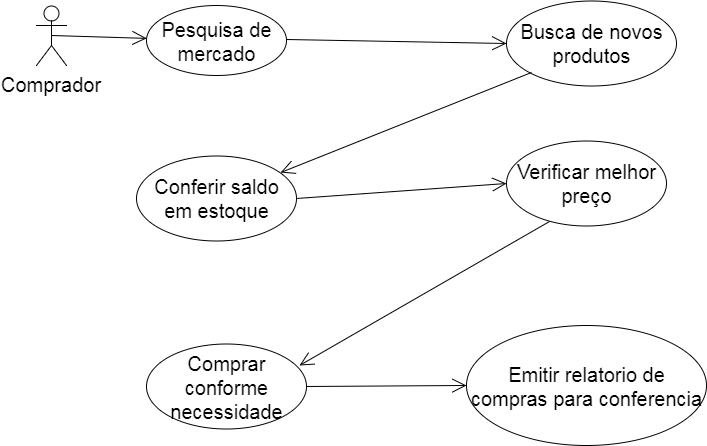 Comprador
Pesquisa de
mercado
Busca de novos
produtos
Conferir saldo
em estoque
Verificar melhor
preço
Comprar
conforme
necessidade
Emitir relatorio de
compras para conferencia